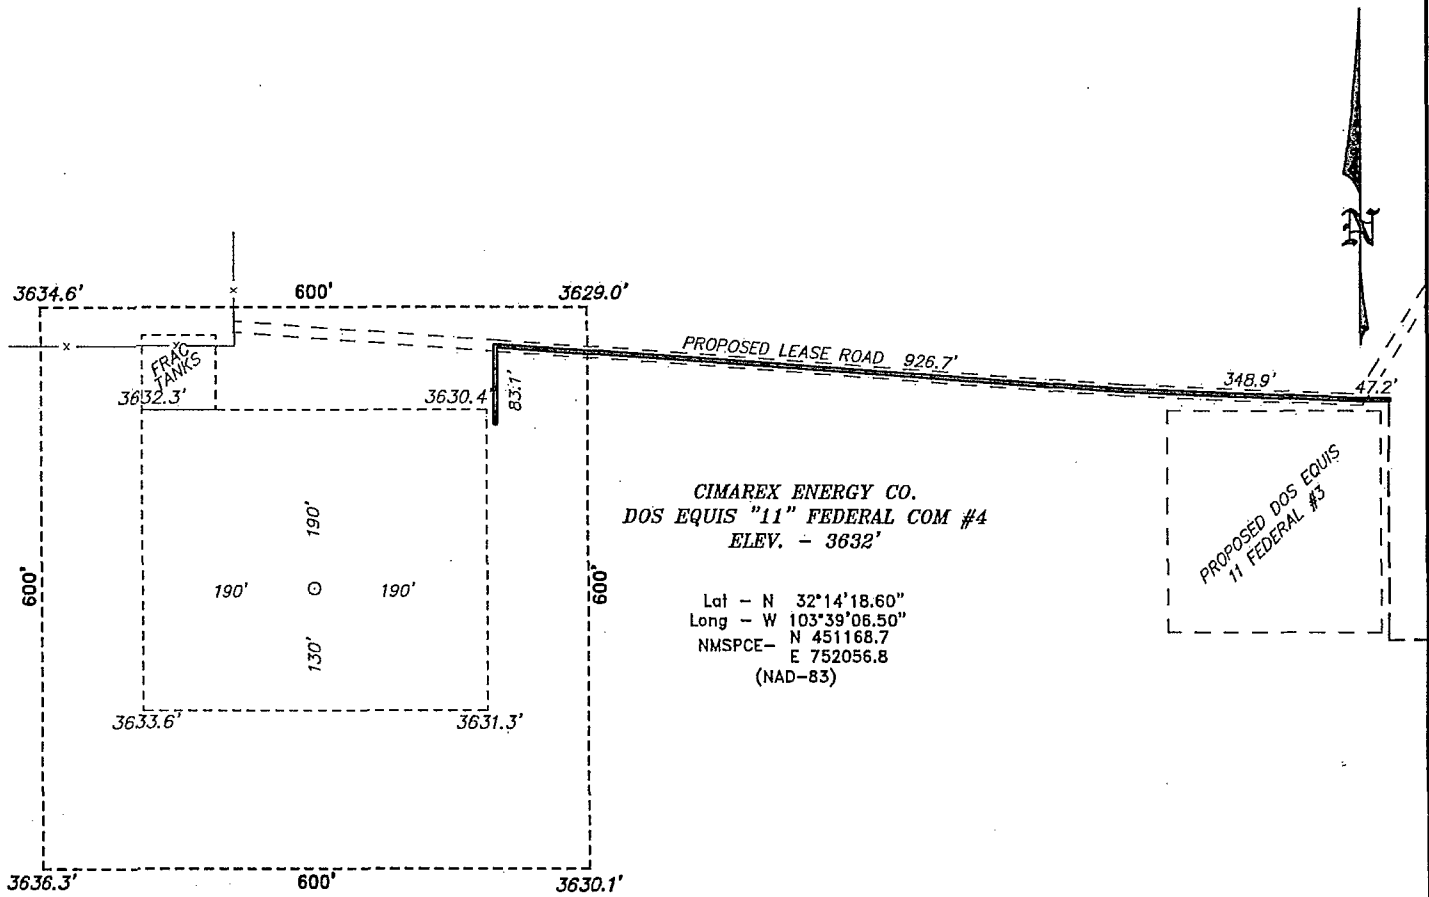 N
3634.6'
600'
3629.0'
FRAC
TANKS
3632.3'
3630.4'
83.1'
PROPOSED LEASE ROAD 926.7'
348.9'
47.2'
190'
190'
190'
130'
600'
600'
CIMAREX ENERGY CO.
DOS EQUIS "11" FEDERAL COM #4
ELEV. - 3632'
Lat - N 32°14'18.60"
Long - W 103°39'06.50"
NMSPCE- N 451168.7
E 752056.8
(NAD-83)
PROPOSED DOS EQUIS
11 FEDERAL #3
3633.6'
3631.3'
3636.3'
600'
3630.1'